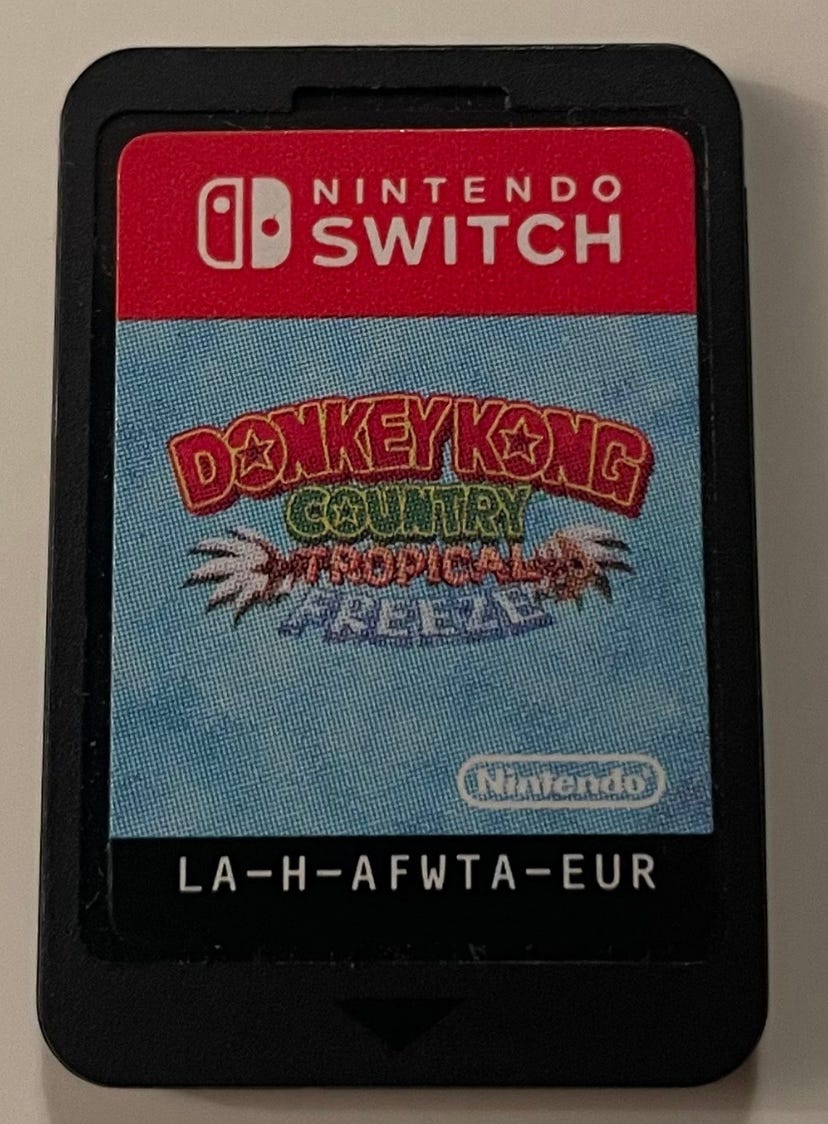 NINTENDO
SWITCH
DONKEY KONG
COUNTRY
TROPICAL
FREEZE
Nintendo
LA-H-AFWTA-EUR